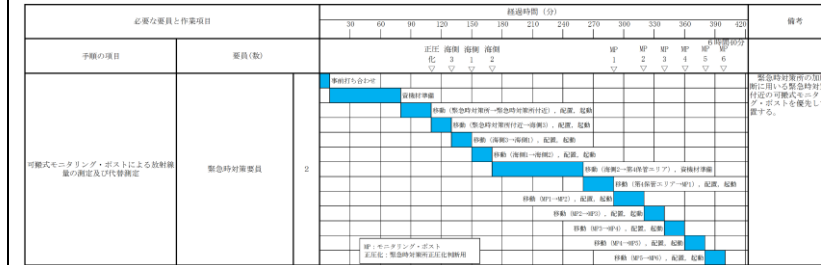 必要な要員と作業項目
経過時間（分）
備考
30 60 90 120 150 180 210 240 270 300 330 360 390 420
6時間40分
手順の項目
要員(数)
正圧化 海側3 海側1 海側2 MP1 MP2 MP3 MP4 MP5 MP6
▽ ▽ ▽ ▽ ▽ ▽ ▽ ▽ ▽ ▽
可搬式モニタリング・ポストによる放射線量の測定及び代替測定
緊急時対策要員
2
事前打ち合わせ
資機材準備
移動（緊急時対策所→緊急時対策所付近），配置，起動
移動（緊急時対策所付近→海側3），配置，起動
移動（海側3→海側1），配置，起動
移動（海側1→海側2），配置，起動
移動（海側2→第4保管エリア），資機材準備
移動（第4保管エリア→MP1），配置，起動
移動（MP1→MP2），配置，起動
移動（MP2→MP3），配置，起動
移動（MP3→MP4），配置，起動
移動（MP4→MP5），配置，起動
移動（MP5→MP6），配置，起動
MP：モニタリング・ポスト
正圧化：緊急時対策所正圧化判断用
緊急時対策所の加
断に用いる緊急時対
付近の可搬式モニタ
グ・ポストを優先し
置する。